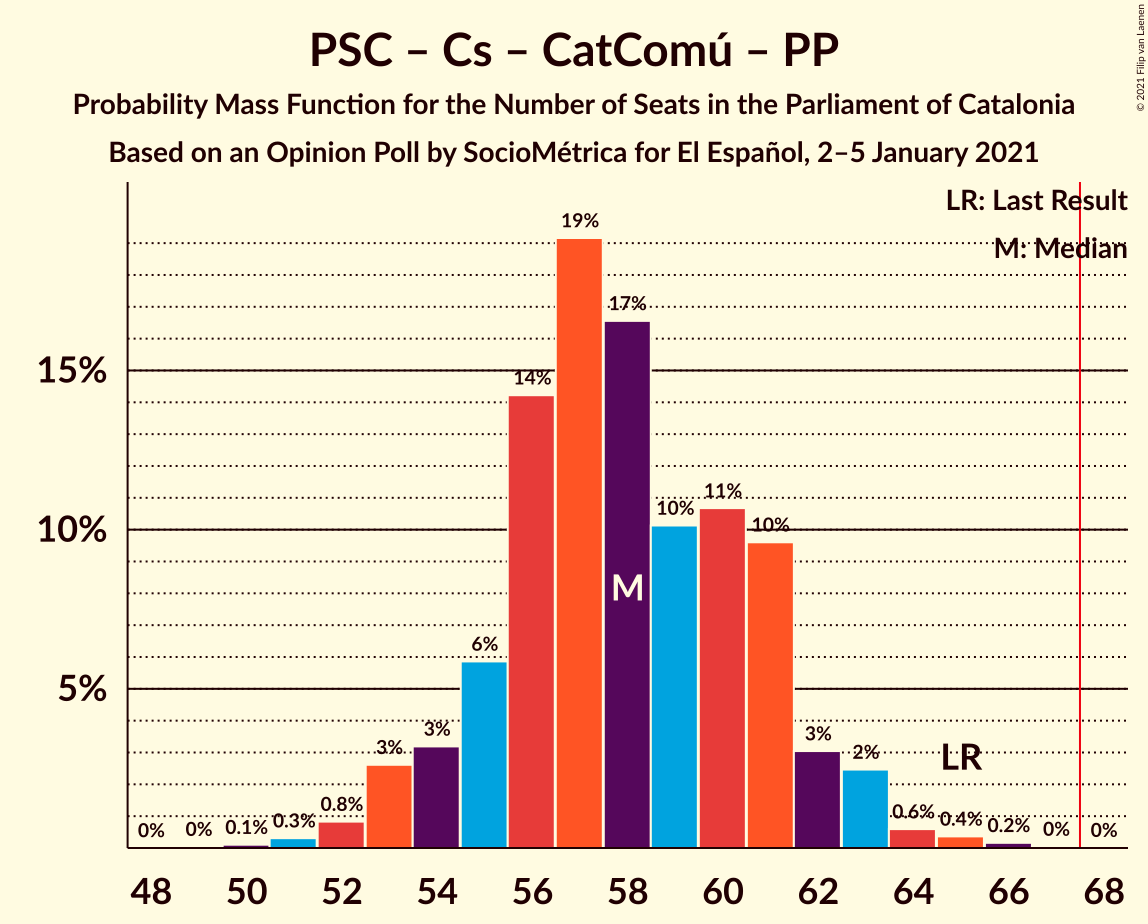 PSC – Cs – CatComú – PP
Probability Mass Function for the Number of Seats in the Parliament of Catalonia
Based on an Opinion Poll by SocioMétrica for El Español, 2–5 January 2021
© 2021 Filip van Laenen
LR: Last Result
M: Median
15%
10%
5%
0%
0%
0.1%
0.3%
0.8%
3%
3%
6%
14%
19%
17%
10%
11%
10%
3%
2%
0.6%
0.4%
0.2%
0%
0%
M
LR
48 50 52 54 56 58 60 62 64 66 68